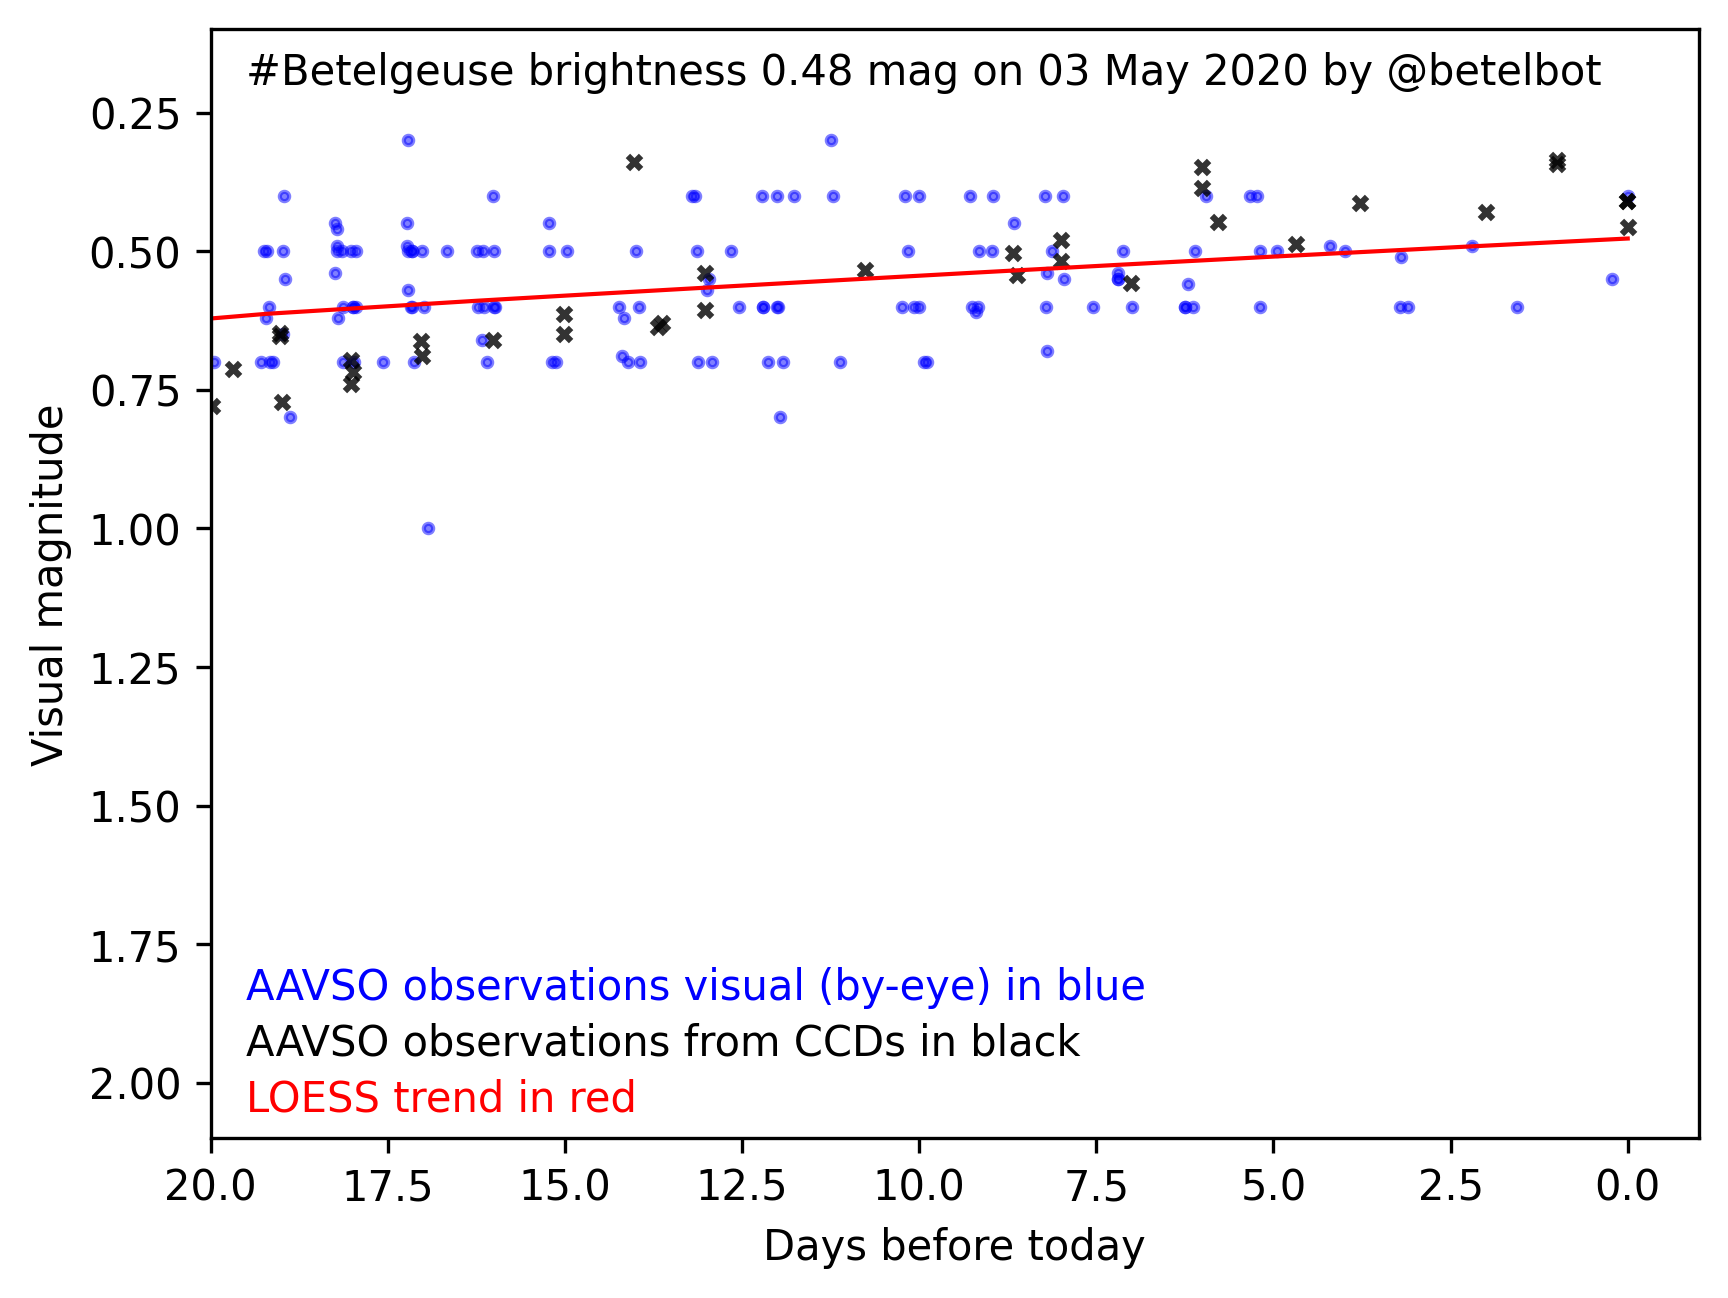 #Betelgeuse brightness 0.48 mag on 03 May 2020 by @betelbot
0.25
0.50
0.75
1.00
1.25
1.50
1.75
2.00
Visual magnitude
AAVSO observations visual (by-eye) in blue
AAVSO observations from CCDs in black
LOESS trend in red
20.0 17.5 15.0 12.5 10.0 7.5 5.0 2.5 0.0
Days before today